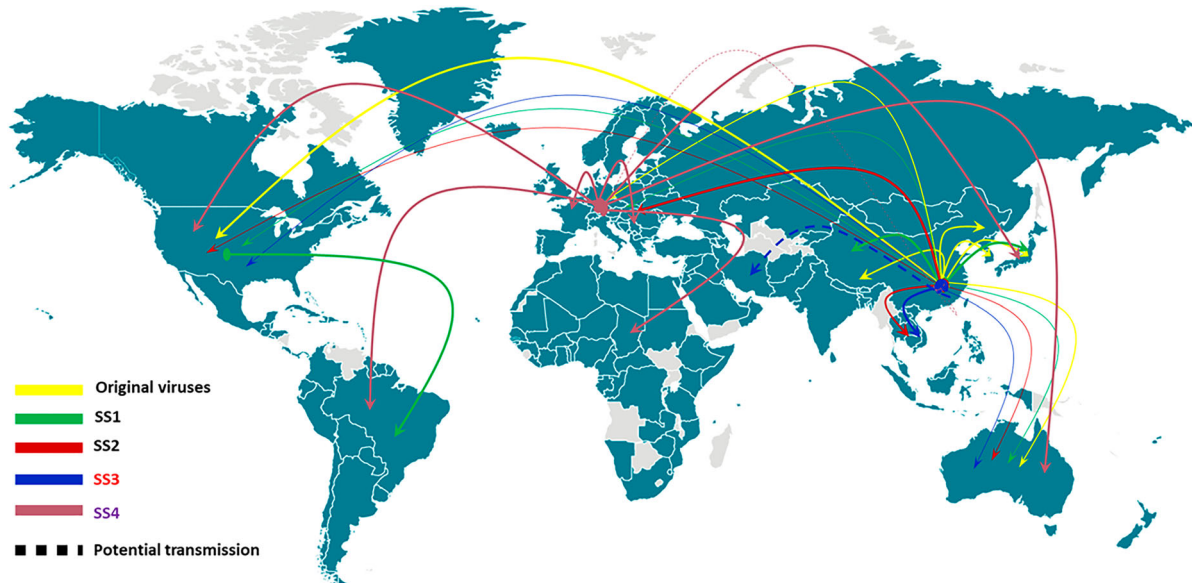 Original viruses
SS1
SS2
SS3
SS4
Potential transmission